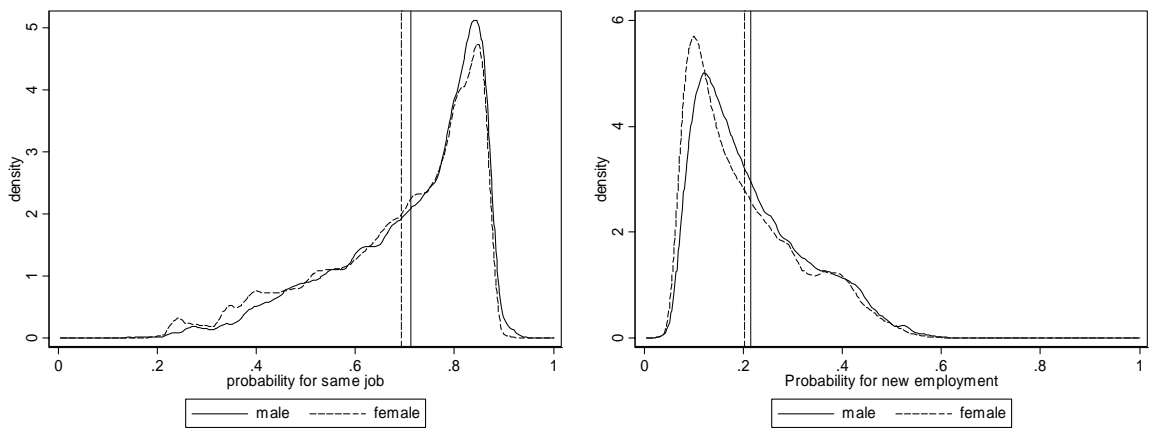 density
5
4
3
2
1
0
0 .2 .4 .6 .8 1
probability for same job
male female
density
6
4
2
0
0 .2 .4 .6 .8 1
Probability for new employment
male female